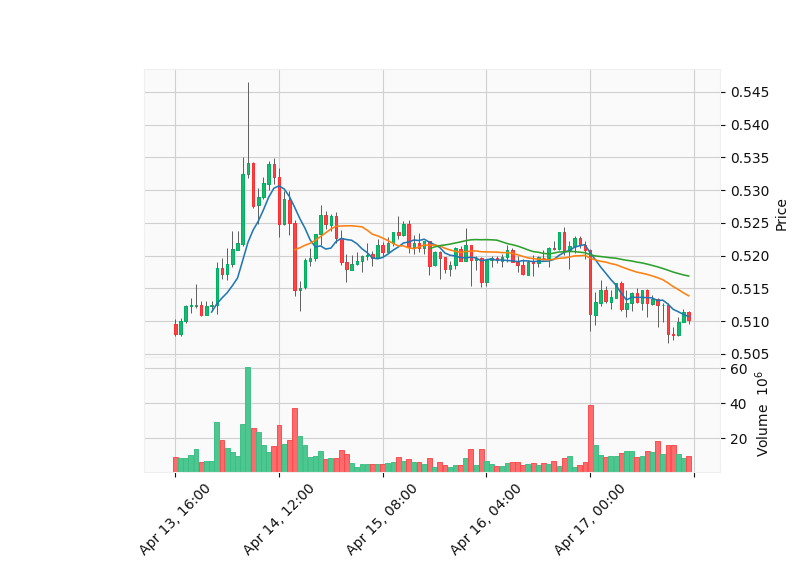 0.545
0.540
0.535
0.530
0.525
0.520
0.515
0.510
0.505
Price
60
40
20
Volume 10^6
Apr 13, 16:00
Apr 14, 12:00
Apr 15, 08:00
Apr 16, 04:00
Apr 17, 00:00